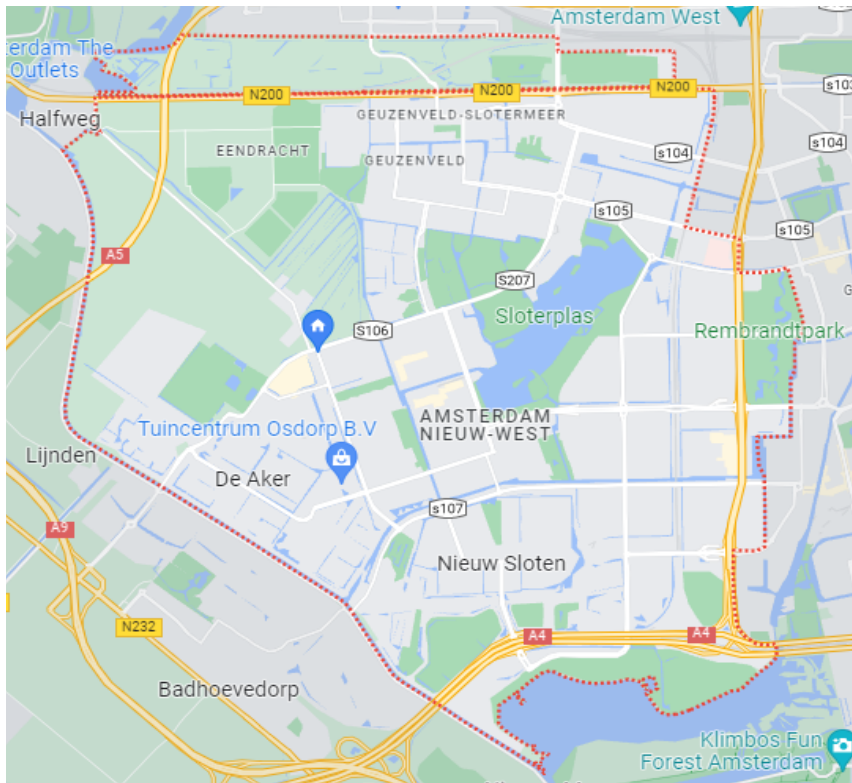 Amsterdam West
erdam The
Outlets
N200
N200
N200
s103
Halfweg
GEUZENVELD-SLOTERMEER
s104
s104
EENDRACHT
GEUZENVELD
s105
s105
A5
S207
Sloterplas
S106
Rembrandtpark
AMSTERDAM
NIEUW-WEST
Tuincentrum Osdorp B.V
Lijnden
De Aker
s107
A9
Nieuw Sloten
N232
A4
A4
Badhoevedorp
Klimbos Fun
Forest Amsterdam